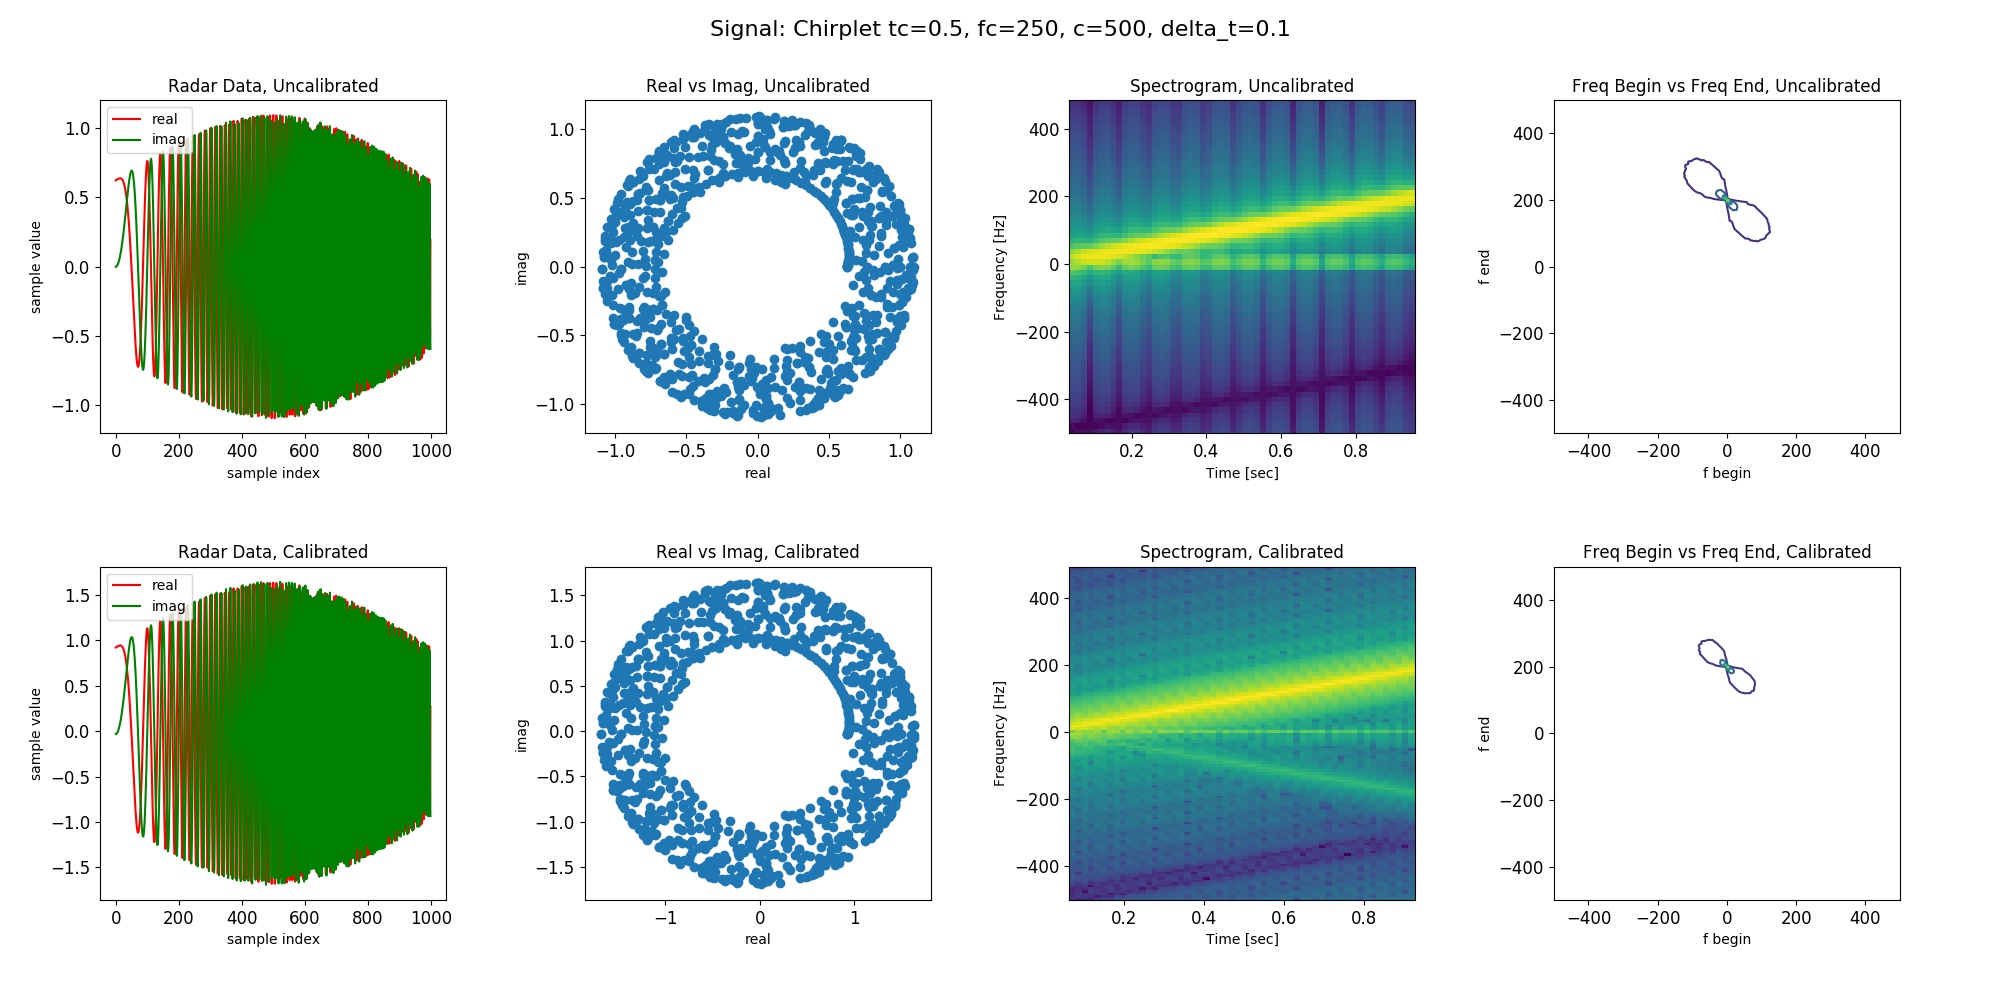 Signal: Chirplet tc=0.5, fc=250, c=500, delta_t=0.1
Radar Data, Uncalibrated
real
imag
sample value
1.0
0.5
0.0
−0.5
−1.0
0 200 400 600 800 1000
sample index
Real vs Imag, Uncalibrated
imag
1.0
0.5
0.0
−0.5
−1.0
−1.0 −0.5 0.0 0.5 1.0
real
Spectrogram, Uncalibrated
Frequency [Hz]
400
200
0
−200
−400
0.2 0.4 0.6 0.8
Time [sec]
Freq Begin vs Freq End, Uncalibrated
f end
400
200
0
−200
−400
−400 −200 0 200 400
f begin
Radar Data, Calibrated
real
imag
sample value
1.5
1.0
0.5
0.0
−0.5
−1.0
−1.5
0 200 400 600 800 1000
sample index
Real vs Imag, Calibrated
imag
1.5
1.0
0.5
0.0
−0.5
−1.0
−1.5
−1 0 1
real
Spectrogram, Calibrated
Frequency [Hz]
400
200
0
−200
−400
0.2 0.4 0.6 0.8
Time [sec]
Freq Begin vs Freq End, Calibrated
f end
400
200
0
−200
−400
−400 −200 0 200 400
f begin